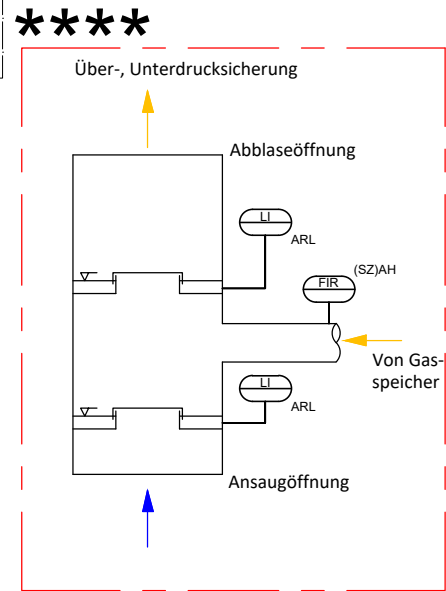 ****
Über-, Unterdrucksicherung
Abblaseöffnung
LI
ARL
(SZ)AH
FIR
Von Gas-
speicher
LI
ARL
Ansaugöffnung